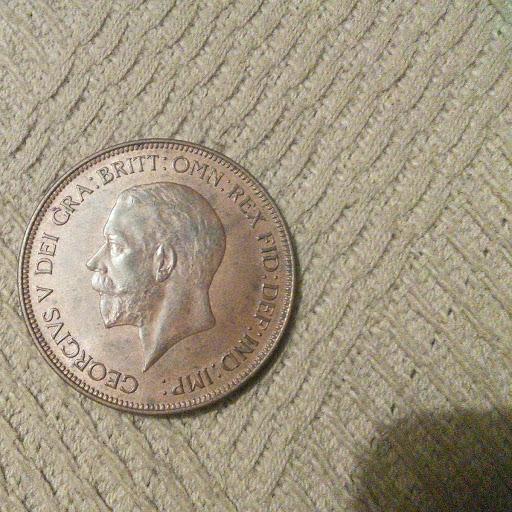 GEORGIVS V DEI GRA: BRITT: OMN: REX FID: DEF: IND: IMP: